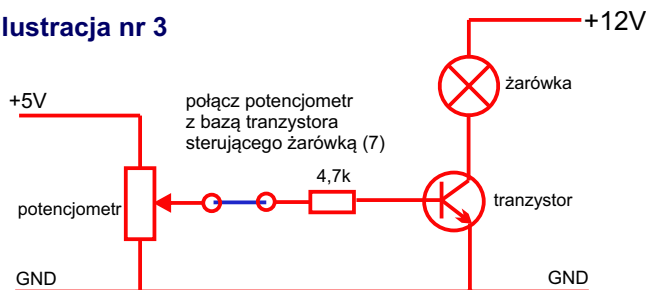 lustracja nr 3
+12V
żarówka
+5V
połącz potencjometr
z bazą tranzystora
sterującego żarówką (7)
4,7k
potencjometr
tranzystor
GND
GND